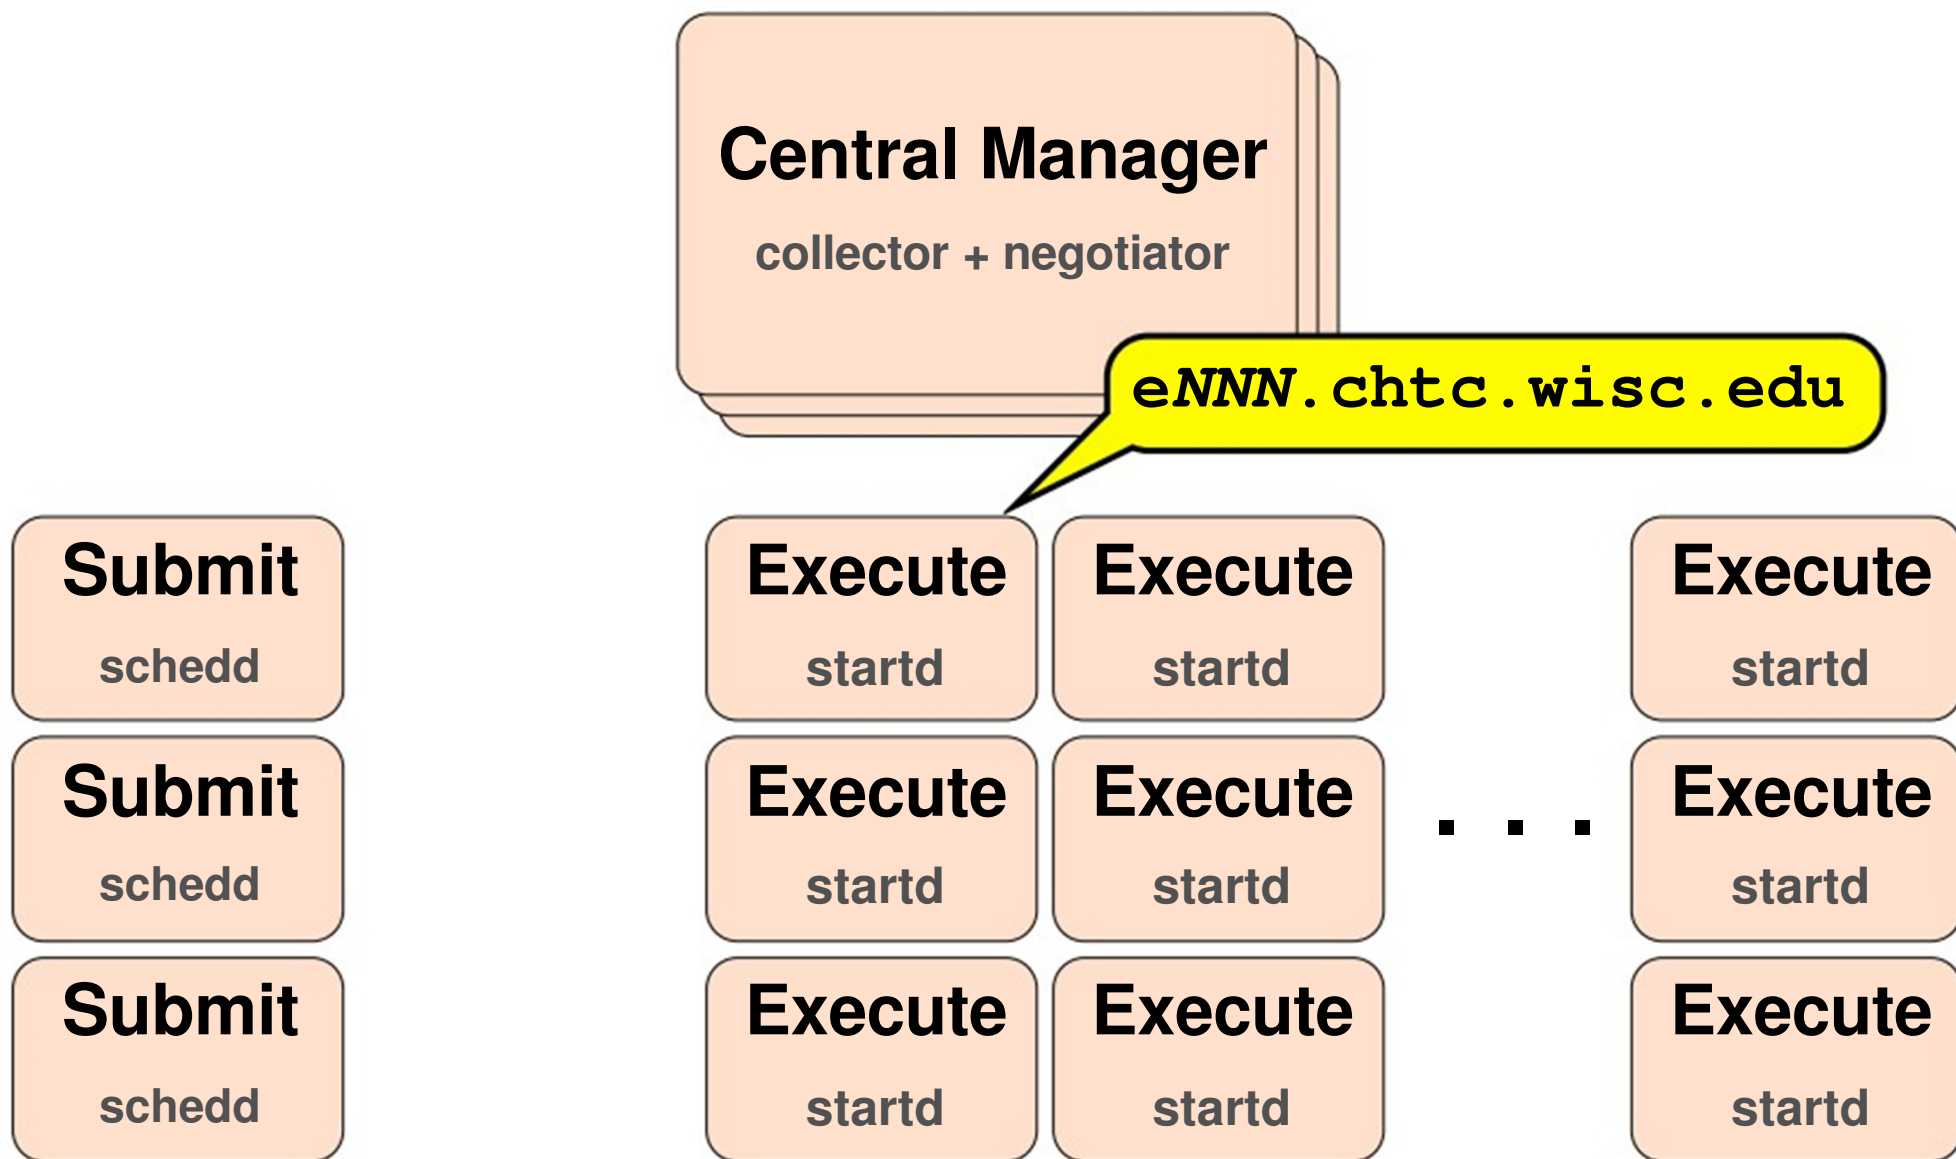 Central Manager
collector + negotiator
eNNN.chtc.wisc.edu
Submit Execute Execute Execute
schedd startd startd startd
Submit Execute Execute . . . Execute
schedd startd startd startd
Submit Execute Execute Execute
schedd startd startd startd